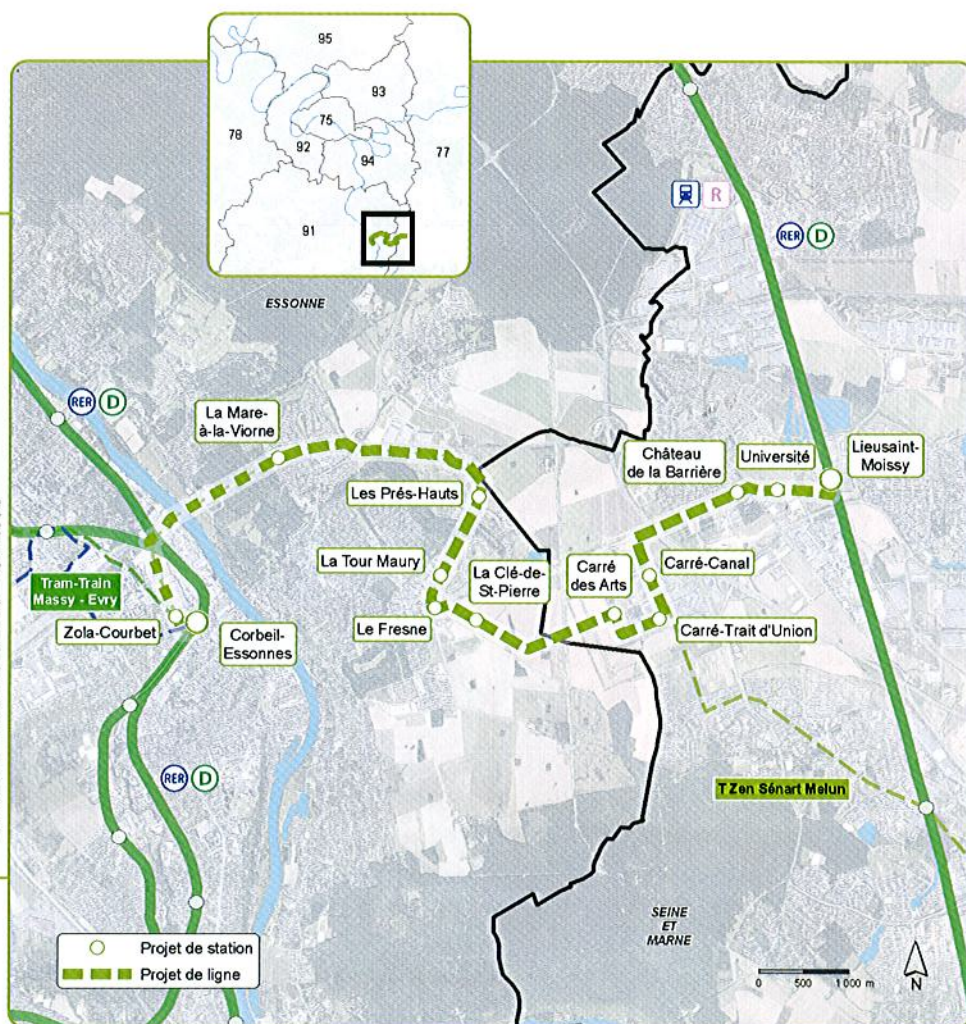 95
93
78
75
92
94
77
91
ESSONNE
R
RER D
RER D
La Mare-
à-la-Viorne
Château
de la Barrière
Université
Lieusaint-
Moissy
Les Prés-Hauts
La Tour Maury
La Clé-de-
St-Pierre
Carré
des Arts
Carré-Canal
Tram-Train
Massy - Evry
Zola-Courbet
Corbeil-
Essonnes
Le Fresne
Carré-Trait d'Union
RER D
T Zen Sénart Melun
SEINE
ET
MARNE
Projet de station
Projet de ligne
0 500 1 000 m
N